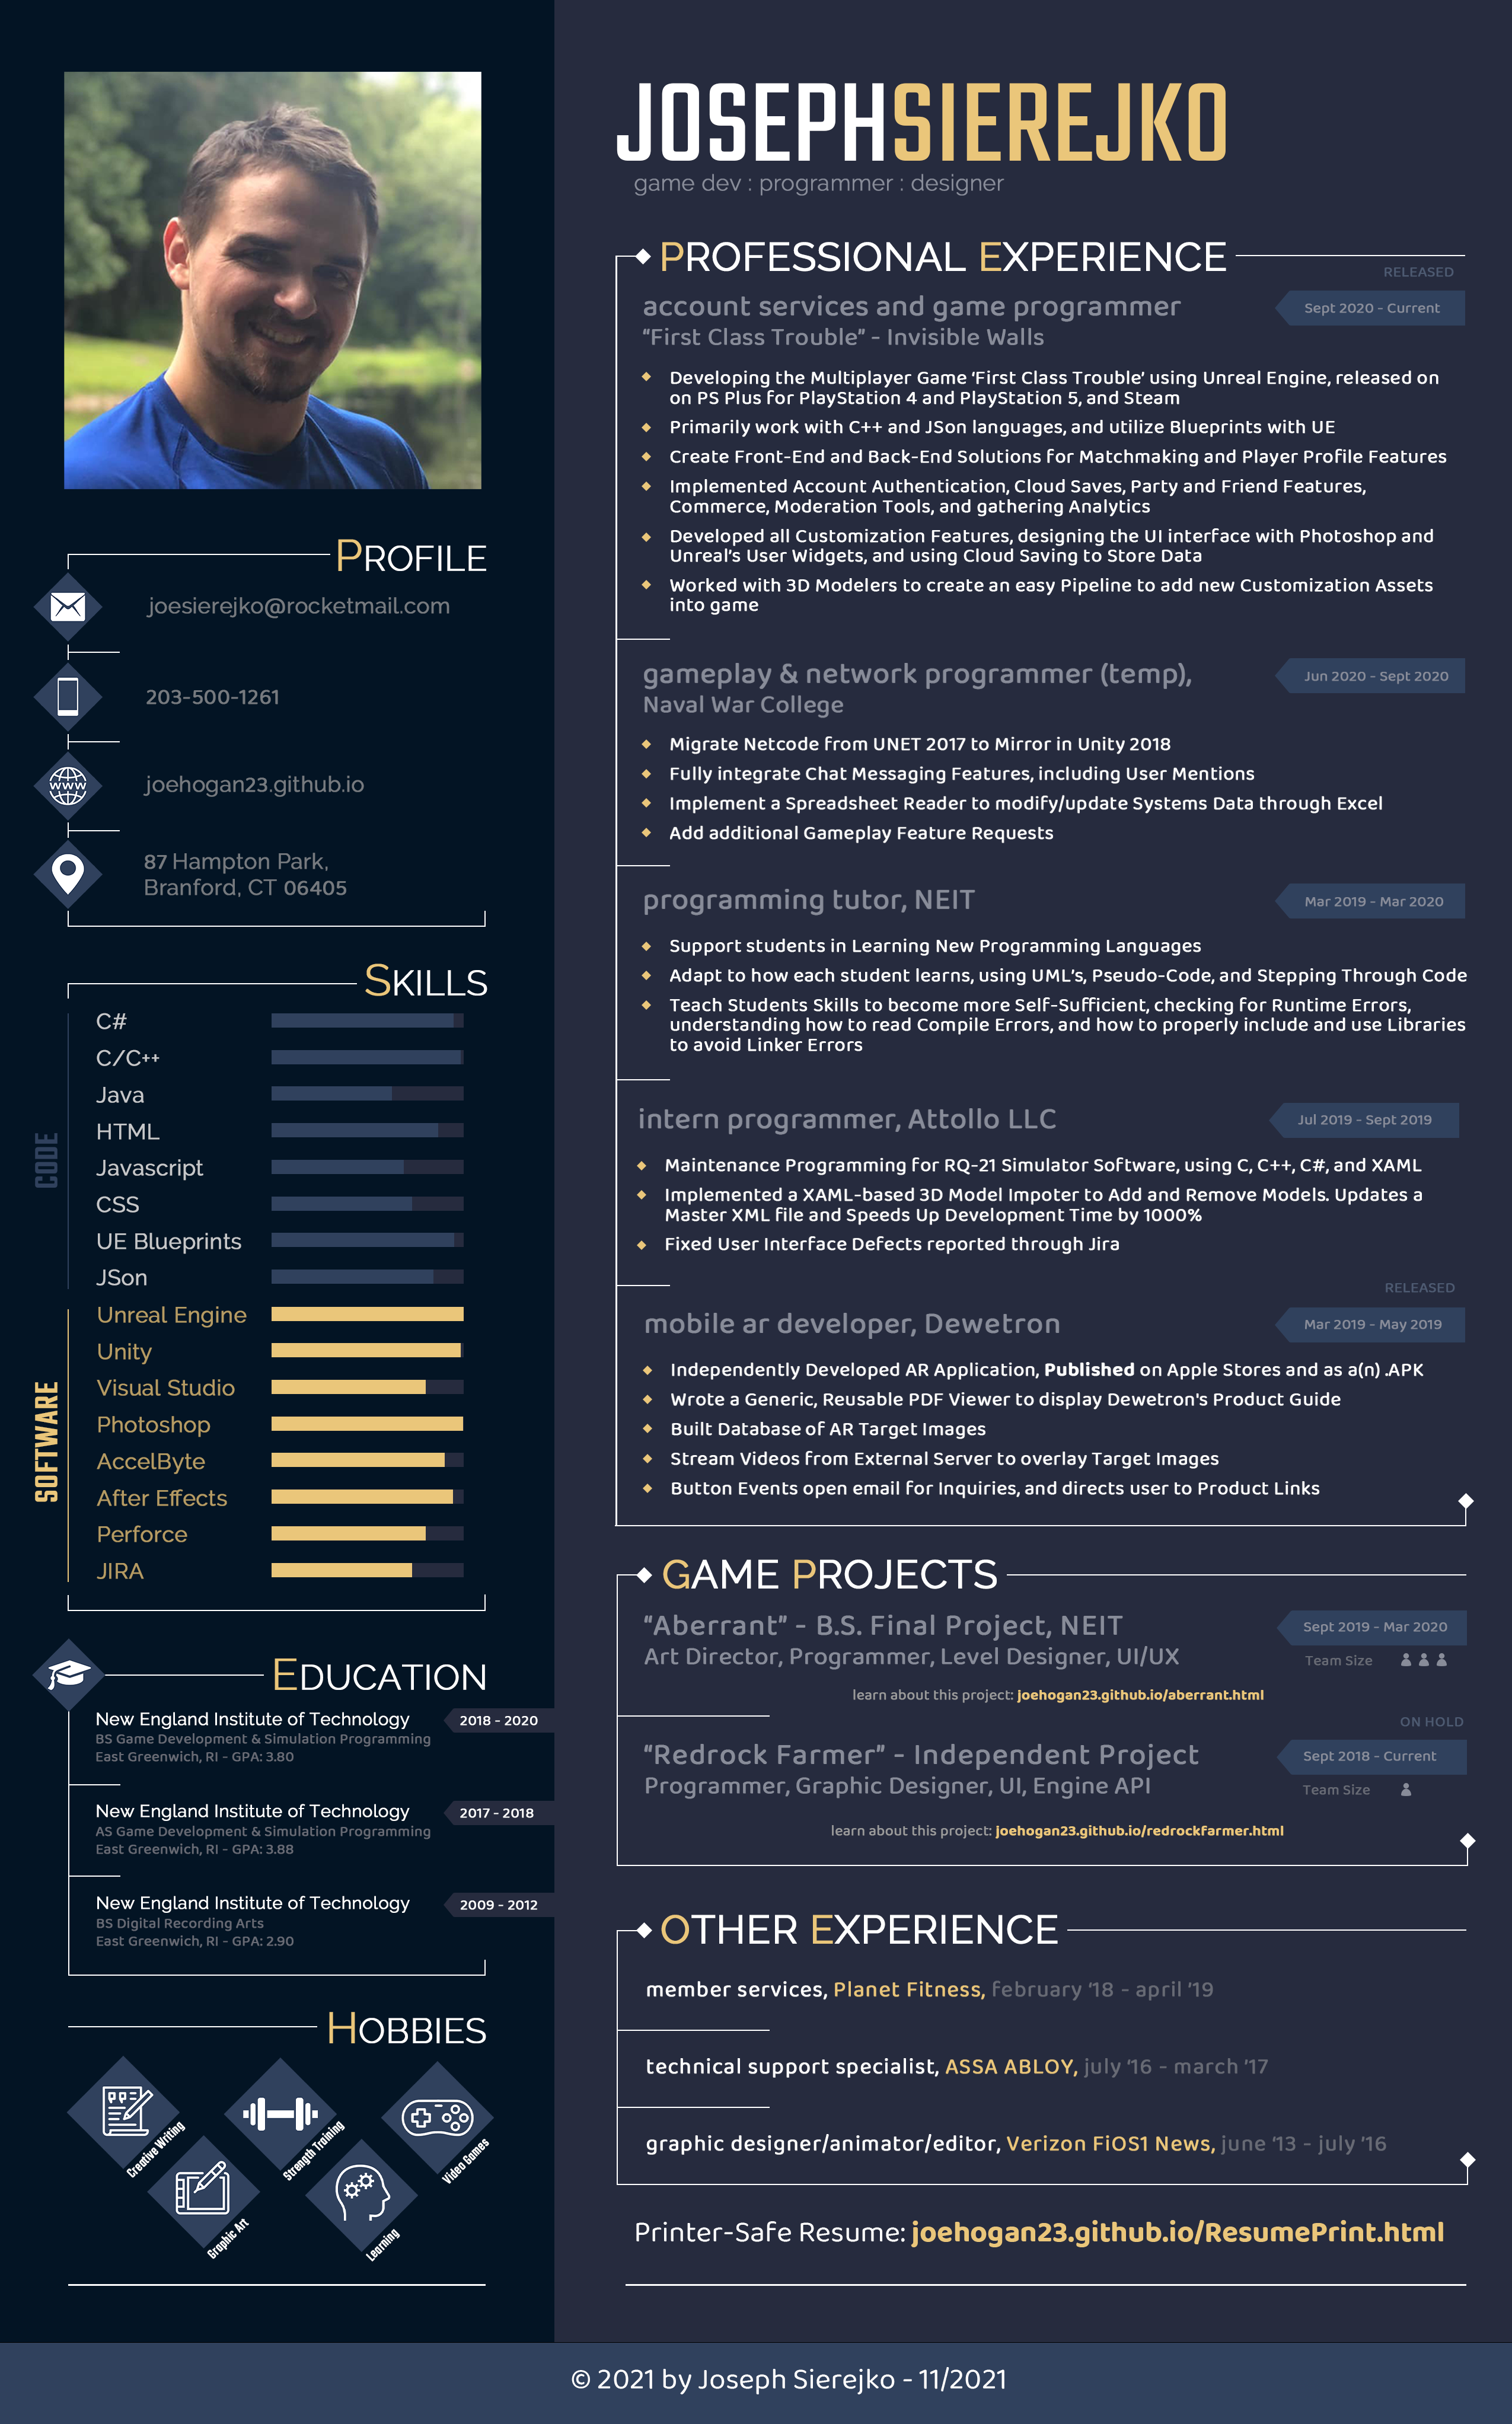 JOSEPHSIEREJKO
game dev : programmer : designer
PROFILE
joesierejko@rocketmail.com
203-500-1261
WWW
joehogan23.github.io
87 Hampton Park,
Branford, CT 06405
SKILLS
CODE
C#
C/C++
Java
HTML
Javascript
CSS
UE Blueprints
JSon
SOFTWARE
Unreal Engine
Unity
Visual Studio
Photoshop
AccelByte
After Effects
Perforce
JIRA
EDUCATION
New England Institute of Technology 2018 - 2020
BS Game Development & Simulation Programming
East Greenwich, RI - GPA: 3.80
New England Institute of Technology 2017 - 2018
AS Game Development & Simulation Programming
East Greenwich, RI - GPA: 3.88
New England Institute of Technology 2009 - 2012
BS Digital Recording Arts
East Greenwich, RI - GPA: 2.90
HOBBIES
Creative Writing
Strength Training
Video Games
Graphic Art
Learning
PROFESSIONAL EXPERIENCE
RELEASED
account services and game programmer Sept 2020 - Current
"First Class Trouble" - Invisible Walls
Developing the Multiplayer Game 'First Class Trouble' using Unreal Engine, released on
on PS Plus for PlayStation 4 and PlayStation 5, and Steam
Primarily work with C++ and JSon languages, and utilize Blueprints with UE
Create Front-End and Back-End Solutions for Matchmaking and Player Profile Features
Implemented Account Authentication, Cloud Saves, Party and Friend Features,
Commerce, Moderation Tools, and gathering Analytics
Developed all Customization Features, designing the UI interface with Photoshop and
Unreal's User Widgets, and using Cloud Saving to Store Data
Worked with 3D Modelers to create an easy Pipeline to add new Customization Assets
into game
gameplay & network programmer (temp), Jun 2020 - Sept 2020
Naval War College
Migrate Netcode from UNET 2017 to Mirror in Unity 2018
Fully integrate Chat Messaging Features, including User Mentions
Implement a Spreadsheet Reader to modify/update Systems Data through Excel
Add additional Gameplay Feature Requests
programming tutor, NEIT Mar 2019 - Mar 2020
Support students in Learning New Programming Languages
Adapt to how each student learns, using UML's, Pseudo-Code, and Stepping Through Code
Teach Students Skills to become more Self-Sufficient, checking for Runtime Errors,
understanding how to read Compile Errors, and how to properly include and use Libraries
to avoid Linker Errors
intern programmer, Attollo LLC Jul 2019 - Sept 2019
Maintenance Programming for RQ-21 Simulator Software, using C, C++, C#, and XAML
Implemented a XAML-based 3D Model Impoter to Add and Remove Models. Updates a
Master XML file and Speeds Up Development Time by 1000%
Fixed User Interface Defects reported through Jira
RELEASED
mobile ar developer, Dewetron Mar 2019 - May 2019
Independently Developed AR Application, Published on Apple Stores and as a(n) .APK
Wrote a Generic, Reusable PDF Viewer to display Dewetron's Product Guide
Built Database of AR Target Images
Stream Videos from External Server to overlay Target Images
Button Events open email for Inquiries, and directs user to Product Links
GAME PROJECTS
"Aberrant" - B.S. Final Project, NEIT Sept 2019 - Mar 2020
Art Director, Programmer, Level Designer, UI/UX Team Size
learn about this project: joehogan23.github.io/aberrant.html
ON HOLD
"Redrock Farmer" - Independent Project Sept 2018 - Current
Programmer, Graphic Designer, UI, Engine API Team Size
learn about this project: joehogan23.github.io/redrockfarmer.html
OTHER EXPERIENCE
member services, Planet Fitness, february '18 - april '19
technical support specialist, ASSA ABLOY, july '16 - march '17
graphic designer/animator/editor, Verizon FiOS1 News, june '13 - july '16
Printer-Safe Resume: joehogan23.github.io/ResumePrint.html
© 2021 by Joseph Sierejko - 11/2021